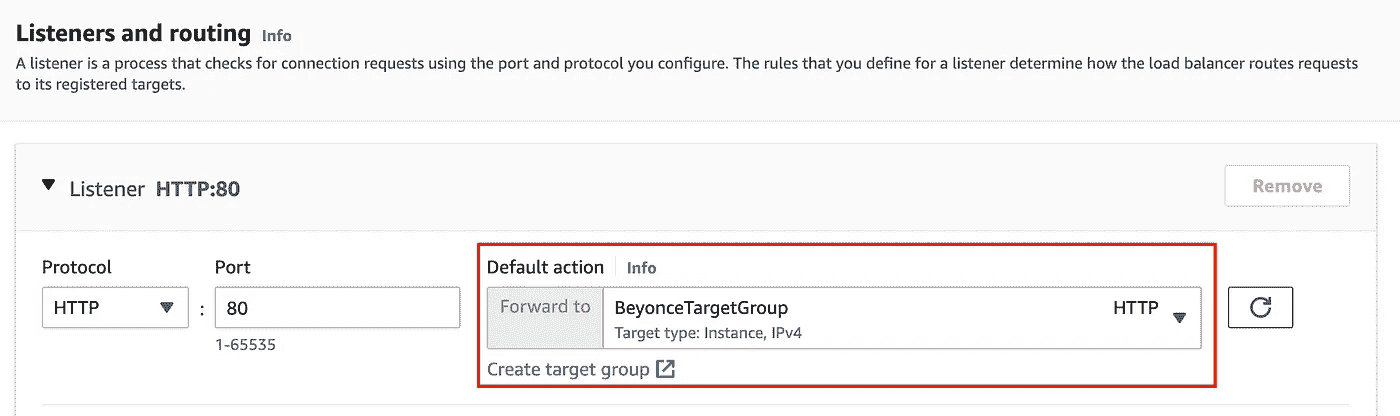 Listeners and routing Info
A listener is a process that checks for connection requests using the port and protocol you configure. The rules that you define for a listener determine how the load balancer routes requests
to its registered targets.
Listener HTTP:80
Remove
Protocol Port Default action Info
HTTP : 80 Forward to BeyonceTargetGroup HTTP
Target type: Instance, IPv4
1-65535
Create target group